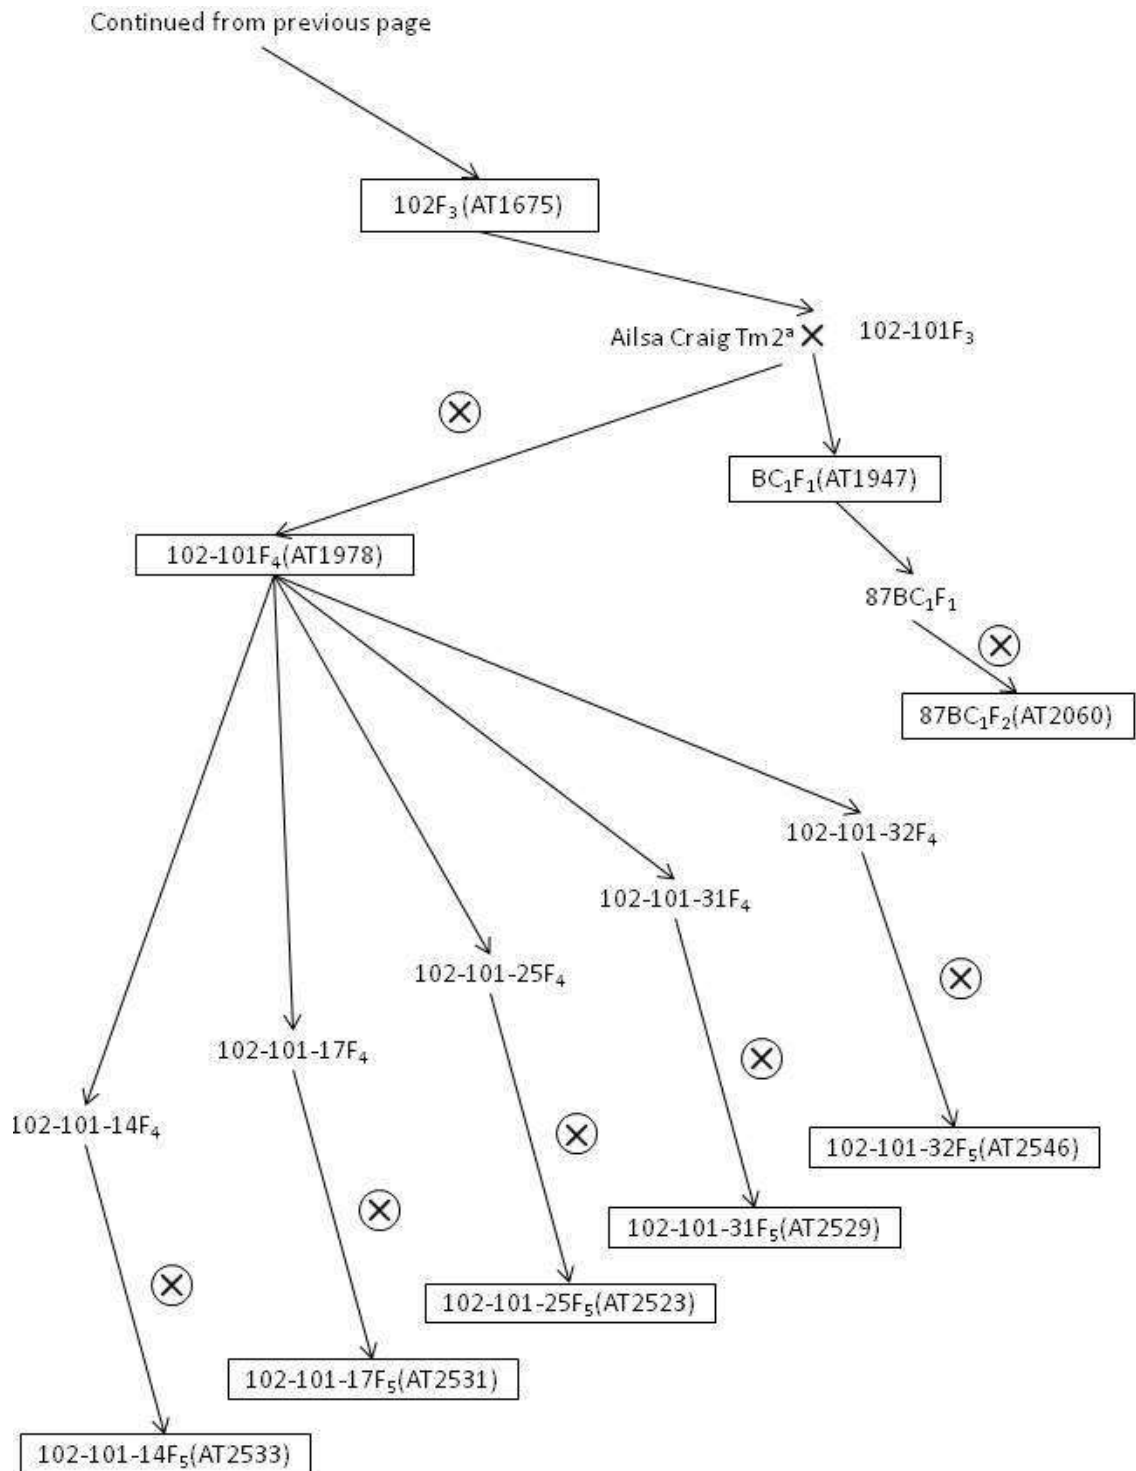 Continued from previous page
102F₃(AT1675)
Ailsa Craig Tm2ª ✕ 102-101F₃
BC₁F₁(AT1947)
102-101F₄(AT1978)
87BC₁F₁
87BC₁F₂(AT2060)
102-101-32F₄
102-101-31F₄
102-101-25F₄
102-101-17F₄
102-101-14F₄
102-101-32F₅(AT2546)
102-101-31F₅(AT2529)
102-101-25F₅(AT2523)
102-101-17F₅(AT2531)
102-101-14F₅(AT2533)